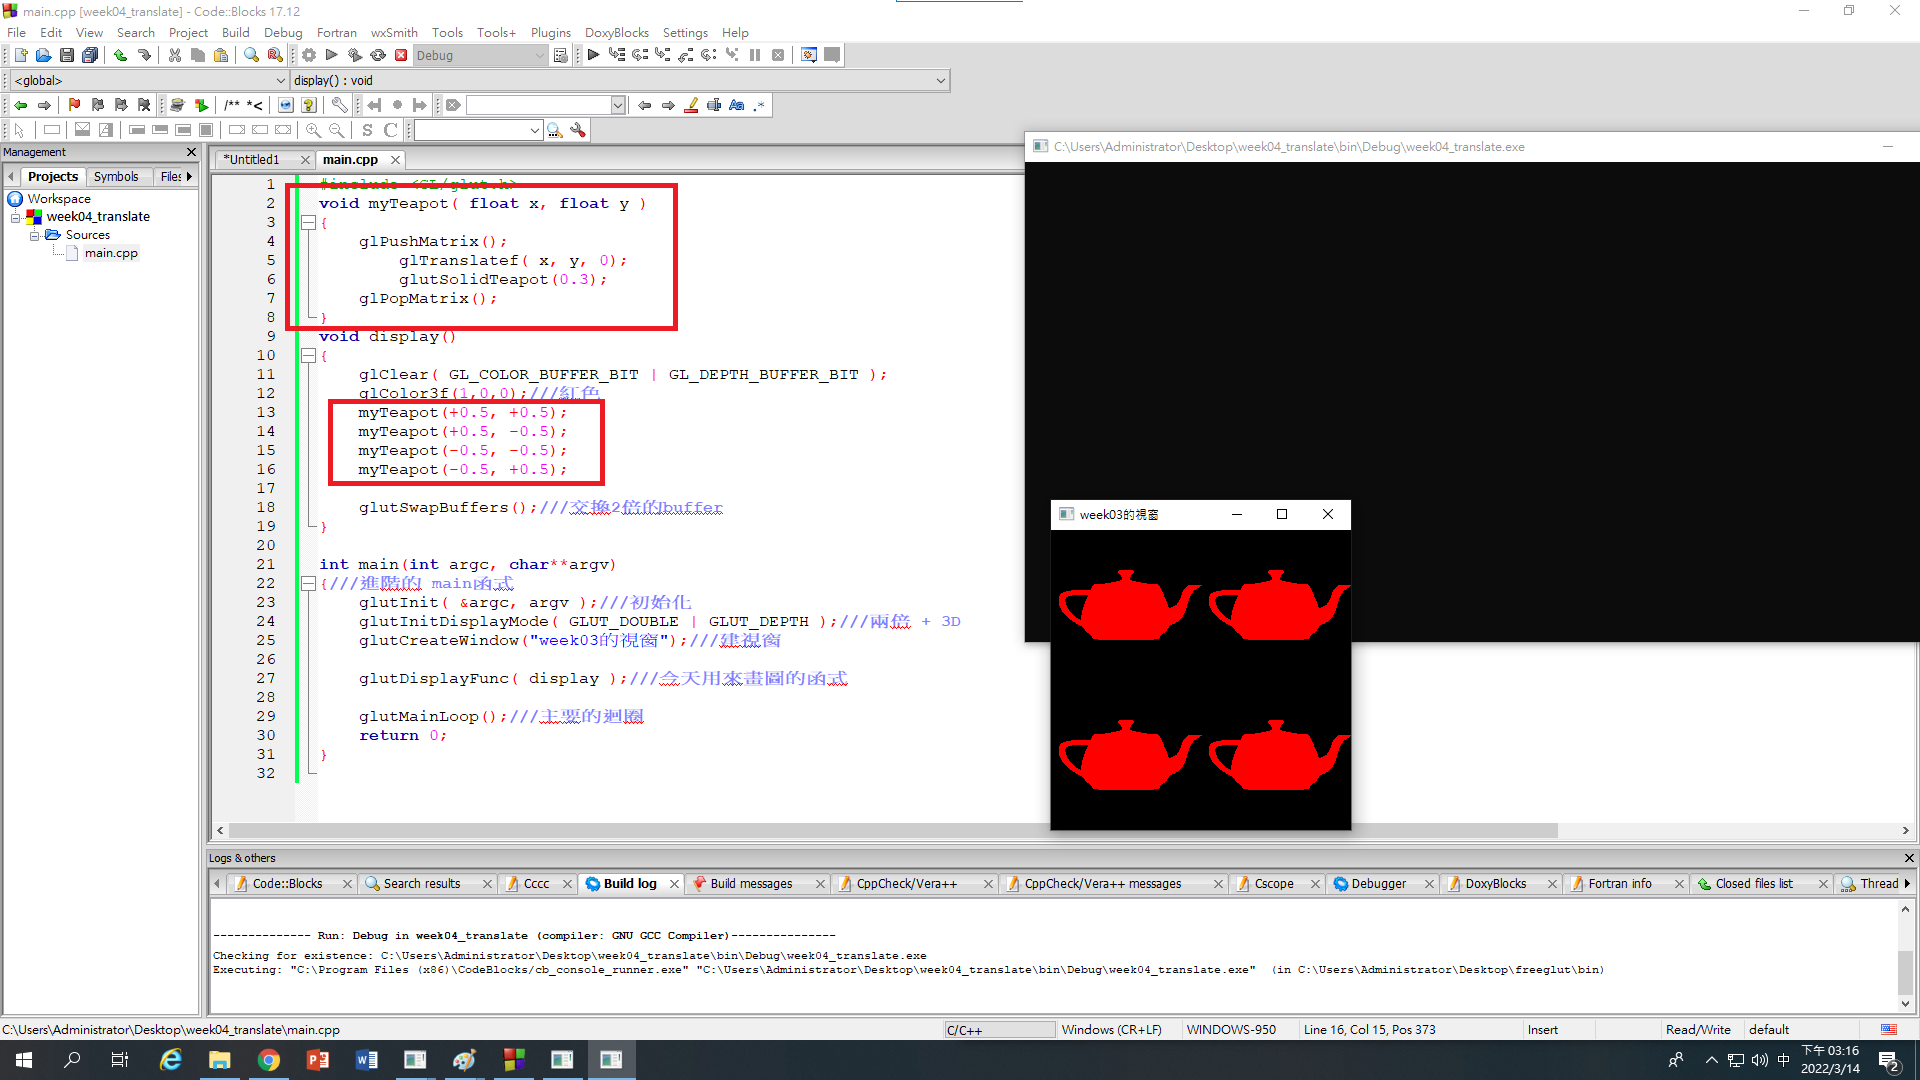 main.cpp [week04_translate] - Code::Blocks 17.12
File Edit View Search Project Build Debug Fortran wxSmith Tools Tools+ Plugins DoxyBlocks Settings Help
Debug
<global> display() : void
/** *<
S C
Management
Projects Symbols Files
Workspace
week04_translate
Sources
main.cpp
*Untitled1 main.cpp
1 #include <GL/glut.h>
2 void myTeapot( float x, float y )
3 {
4 glPushMatrix();
5 glTranslatef( x, y, 0);
6 glutSolidTeapot(0.3);
7 glPopMatrix();
8 }
9 void display()
10 {
11 glClear( GL_COLOR_BUFFER_BIT | GL_DEPTH_BUFFER_BIT );
12 glColor3f(1,0,0);///紅色
13 myTeapot(+0.5, +0.5);
14 myTeapot(+0.5, -0.5);
15 myTeapot(-0.5, -0.5);
16 myTeapot(-0.5, +0.5);
17
18 glutSwapBuffers();///交換2倍的buffer
19 }
20
21 int main(int argc, char**argv)
22 {///進階的 main函式
23 glutInit( &argc, argv );///初始化
24 glutInitDisplayMode( GLUT_DOUBLE | GLUT_DEPTH );///兩倍 + 3D
25 glutCreateWindow("week03的視窗");///建視窗
26
27 glutDisplayFunc( display );///今天用來畫圖的函式
28
29 glutMainLoop();///主要的迴圈
30 return 0;
31 }
32
C:\Users\Administrator\Desktop\week04_translate\bin\Debug\week04_translate.exe
week03的視窗
Logs & others
Code::Blocks Search results Cccc Build log Build messages CppCheck/Vera++ CppCheck/Vera++ messages Cscope Debugger DoxyBlocks Fortran info Closed files list Thread
-------------- Run: Debug in week04_translate (compiler: GNU GCC Compiler)---------------
Checking for existence: C:\Users\Administrator\Desktop\week04_translate\bin\Debug\week04_translate.exe
Executing: "C:\Program Files (x86)\CodeBlocks/cb_console_runner.exe" "C:\Users\Administrator\Desktop\week04_translate\bin\Debug\week04_translate.exe" (in C:\Users\Administrator\Desktop\freeglut\bin)
C:\Users\Administrator\Desktop\week04_translate\main.cpp C/C++ Windows (CR+LF) WINDOWS-950 Line 16, Col 15, Pos 373 Insert Read/Write default
中 下午 03:16
2022/3/14
2